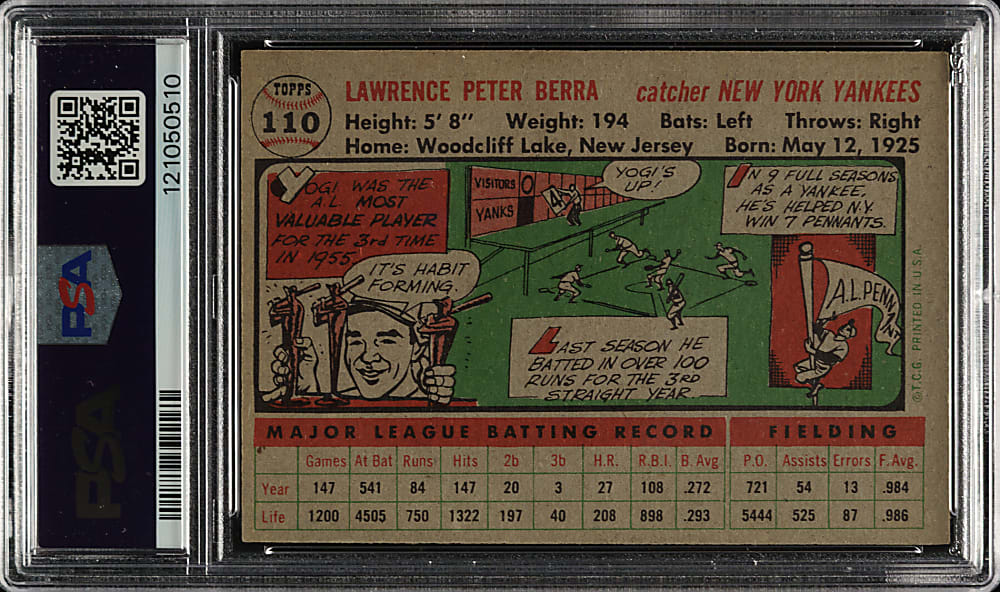 121050510
PSA
PSA
TOPPS
110
LAWRENCE PETER BERRA catcher NEW YORK YANKEES
Height: 5' 8" Weight: 194 Bats: Left Throws: Right
Home: Woodcliff Lake, New Jersey Born: May 12, 1925
YOGI WAS THE
A.L. MOST
VALUABLE PLAYER
FOR THE 3rd TIME
IN 1955.
IT'S HABIT
FORMING.
VISITORS 0
YANKS 4
YOGI'S
UP!
LAST SEASON HE
BATTED IN OVER 100
RUNS FOR THE 3RD
STRAIGHT YEAR
IN 9 FULL SEASONS
AS A YANKEE,
HE'S HELPED N.Y.
WIN 7 PENNANTS.
A.L. PENNANT
©T.C.G. PRINTED IN U.S.A.
MAJOR LEAGUE BATTING RECORD FIELDING
Games At Bat Runs Hits 2b 3b H.R. R.B.I. B. Avg P.O. Assists Errors F. Avg.
Year 147 541 84 147 20 3 27 108 .272 721 54 13 .984
Life 1200 4505 750 1322 197 40 208 898 .293 5444 525 87 .986